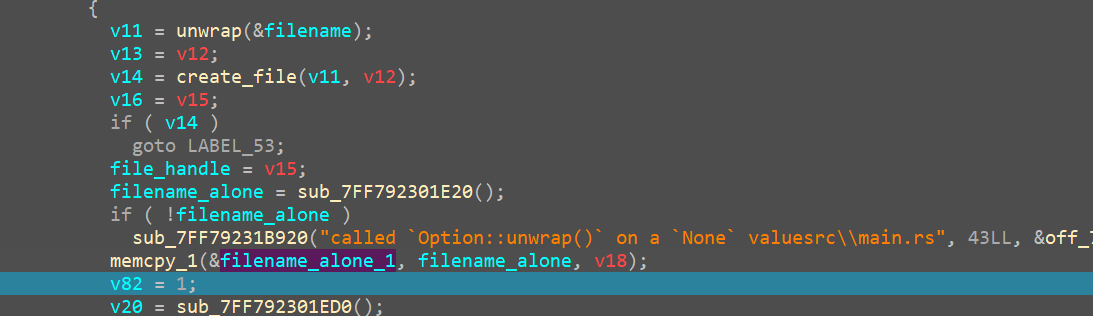 {
v11 = unwrap(&filename);
v13 = v12;
v14 = create_file(v11, v12);
v16 = v15;
if ( v14 )
goto LABEL_53;
file_handle = v15;
filename_alone = sub_7FF792301E20();
if ( !filename_alone )
sub_7FF79231B920("called `Option::unwrap()` on a `None` valuesrc\\main.rs", 43LL, &off_7
memcpy_1(&filename_alone_1, filename_alone, v18);
v82 = 1;
v20 = sub_7FF792301ED0();